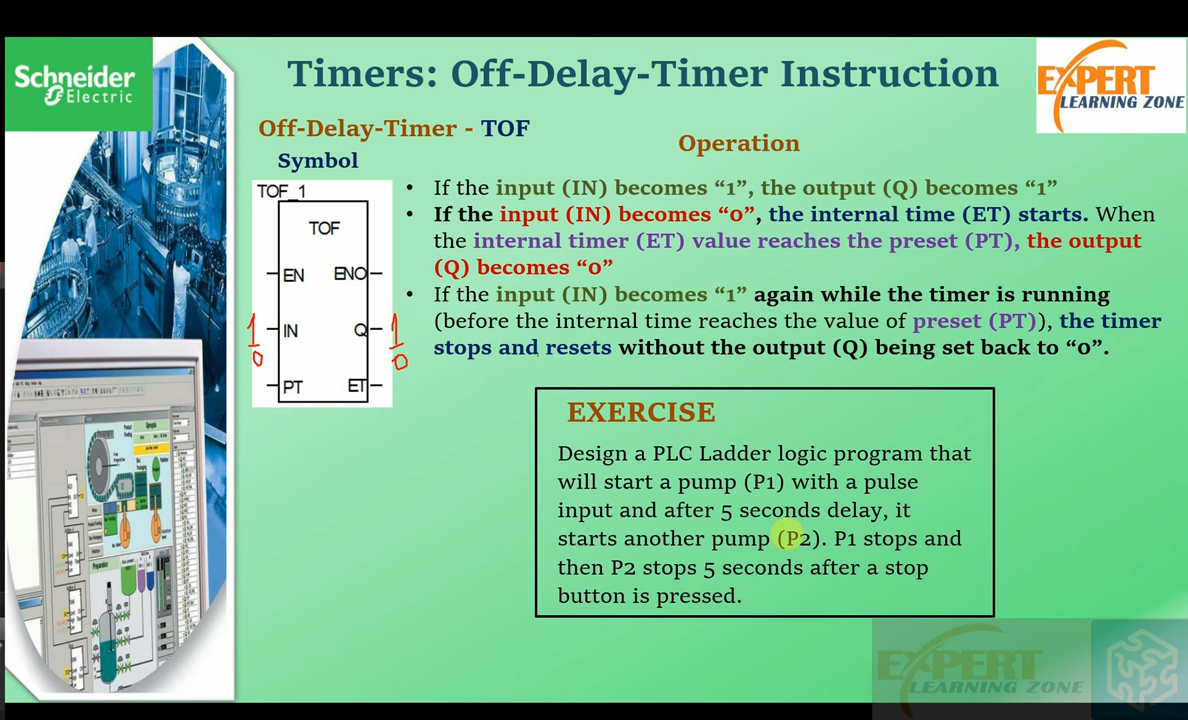 Schneider
Electric
Timers: Off-Delay-Timer Instruction
EXPERT
LEARNING ZONE
Off-Delay-Timer - TOF
Symbol
Operation
TOF_1
TOF
EN ENO
IN Q
PT ET
1
0
1
0
• If the input (IN) becomes “1”, the output (Q) becomes “1”
• If the input (IN) becomes “0”, the internal time (ET) starts. When
the internal timer (ET) value reaches the preset (PT), the output
(Q) becomes “0”
• If the input (IN) becomes “1” again while the timer is running
(before the internal time reaches the value of preset (PT)), the timer
stops and resets without the output (Q) being set back to “0”.
EXERCISE
Design a PLC Ladder logic program that
will start a pump (P1) with a pulse
input and after 5 seconds delay, it
starts another pump (P2). P1 stops and
then P2 stops 5 seconds after a stop
button is pressed.
EXPERT
LEARNING ZONE